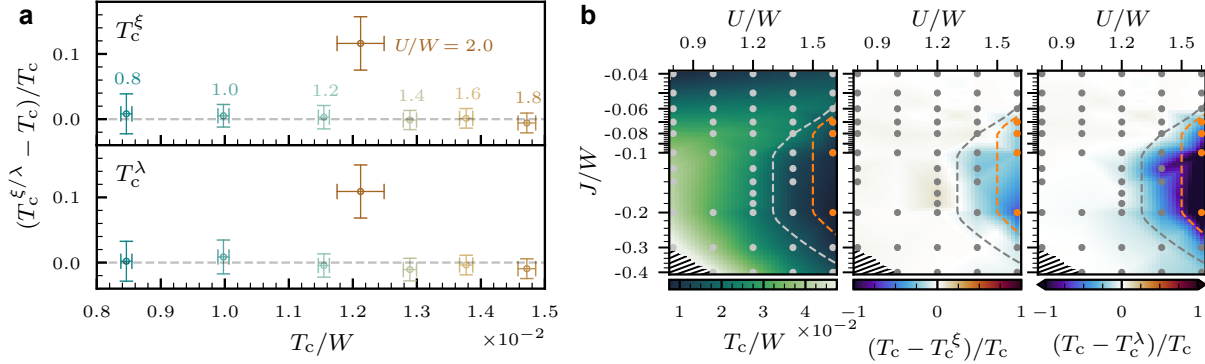 a
T_c^ξ
U/W = 2.0
0.8
1.0
1.2
1.4
1.6
1.8
0.1
0.0
T_c^λ
0.1
0.0
(T_c^{ξ/λ} − T_c)/T_c
0.8 0.9 1.0 1.1 1.2 1.3 1.4 1.5
T_c/W
×10^{−2}
b
U/W U/W U/W
0.9 1.2 1.5 0.9 1.2 1.5 0.9 1.2 1.5
J/W
-0.04
-0.06
-0.08
-0.1
-0.2
-0.3
-0.4
1 2 3 4 −1 0 1 −1 0 1
×10^{−2}
T_c/W (T_c − T_c^ξ)/T_c (T_c − T_c^λ)/T_c